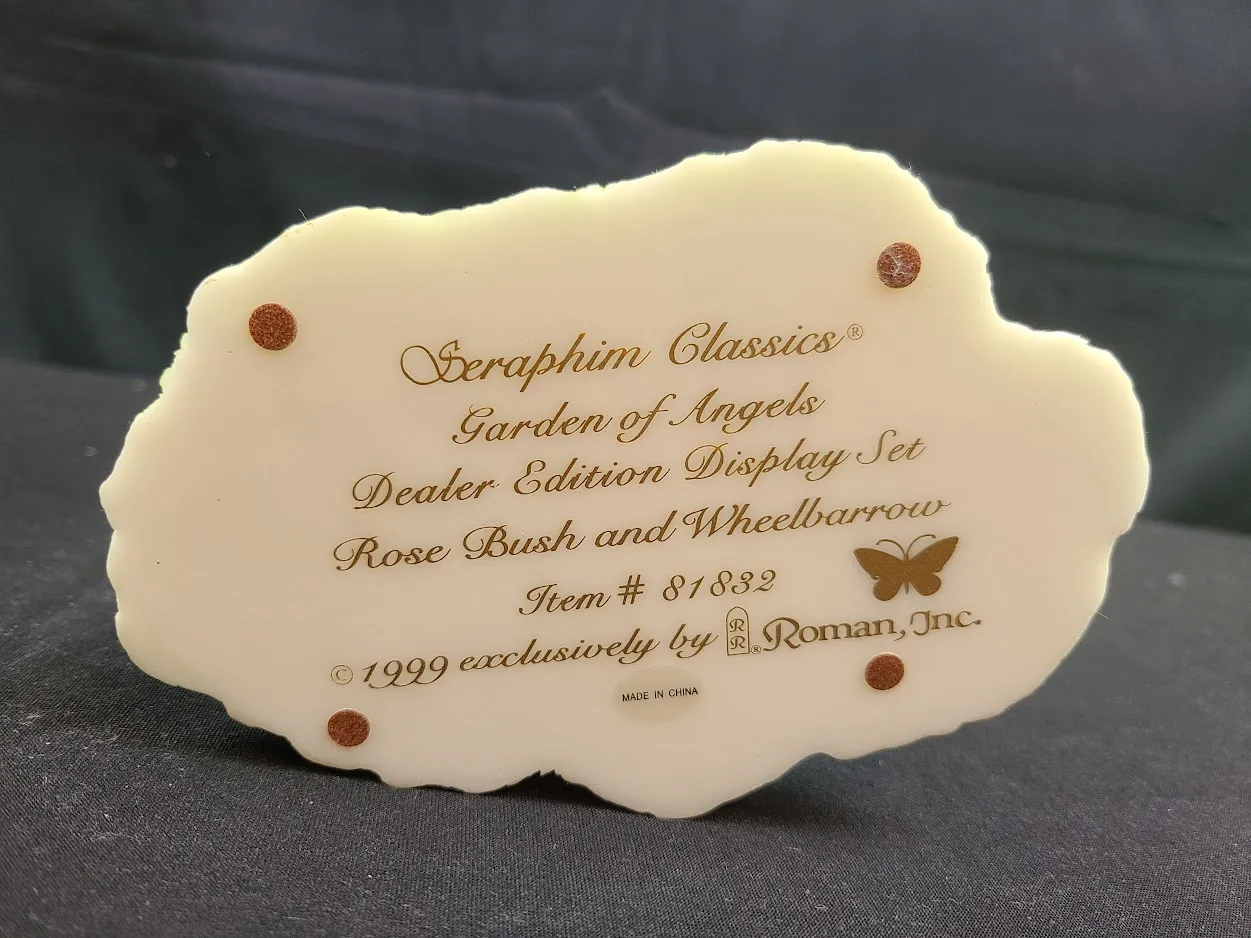 Seraphim Classics®
Garden of Angels
Dealer Edition Display Set
Rose Bush and Wheelbarrow
Item # 81832
© 1999 exclusively by RR® Roman, Inc.
MADE IN CHINA